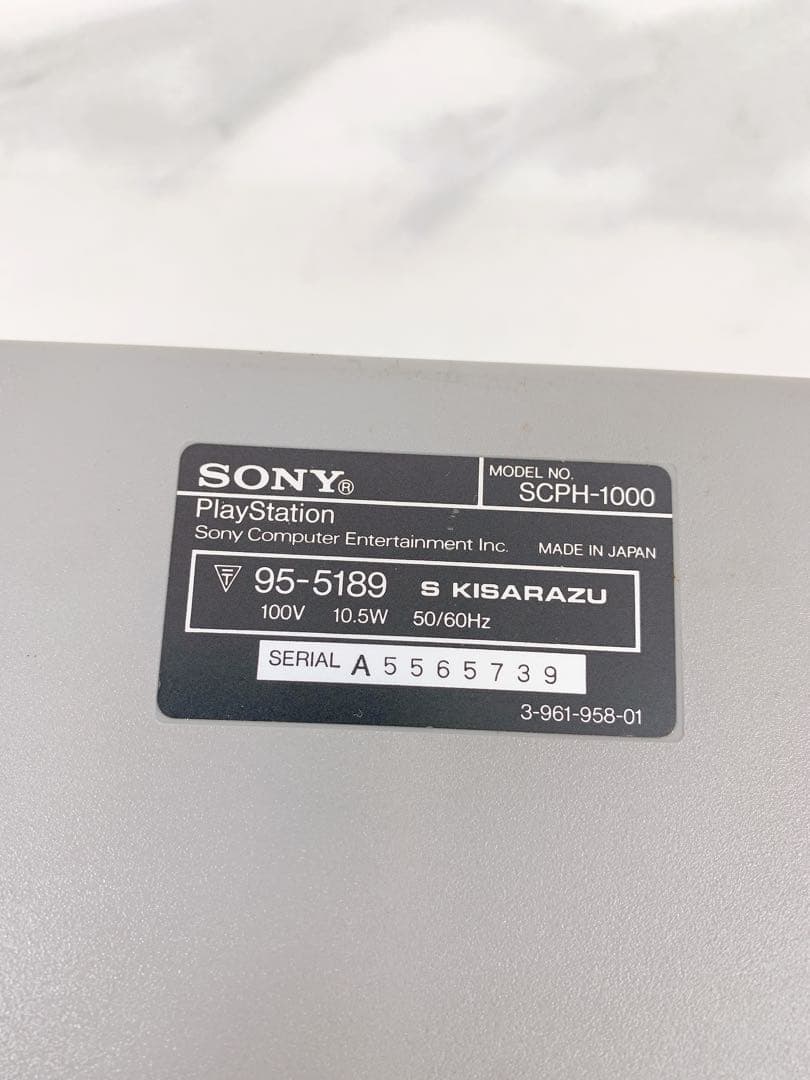 SONY®
MODEL NO.
SCPH-1000
PlayStation
Sony Computer Entertainment Inc.
MADE IN JAPAN
T 95-5189 S KISARAZU
100V 10.5W 50/60Hz
SERIAL A5565739
3-961-958-01